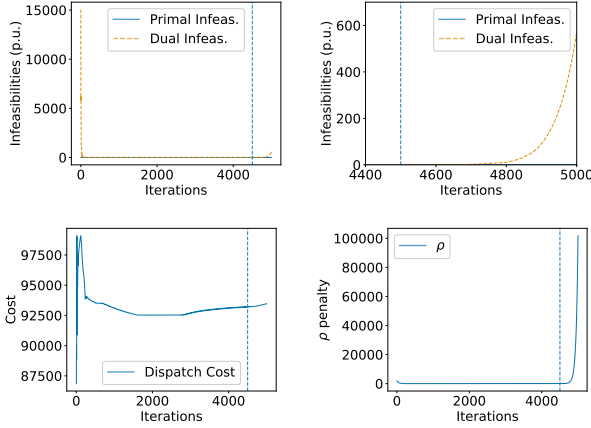 15000
10000
5000
0
Infeasibilities (p.u.)
Primal Infeas.
Dual Infeas.
0 2000 4000
Iterations
600
400
200
0
Infeasibilities (p.u.)
Primal Infeas.
Dual Infeas.
4400 4600 4800 5000
Iterations
97500
95000
92500
90000
87500
Cost
Dispatch Cost
0 2000 4000
Iterations
100000
80000
60000
40000
20000
0
ρ penalty
ρ
0 2000 4000
Iterations